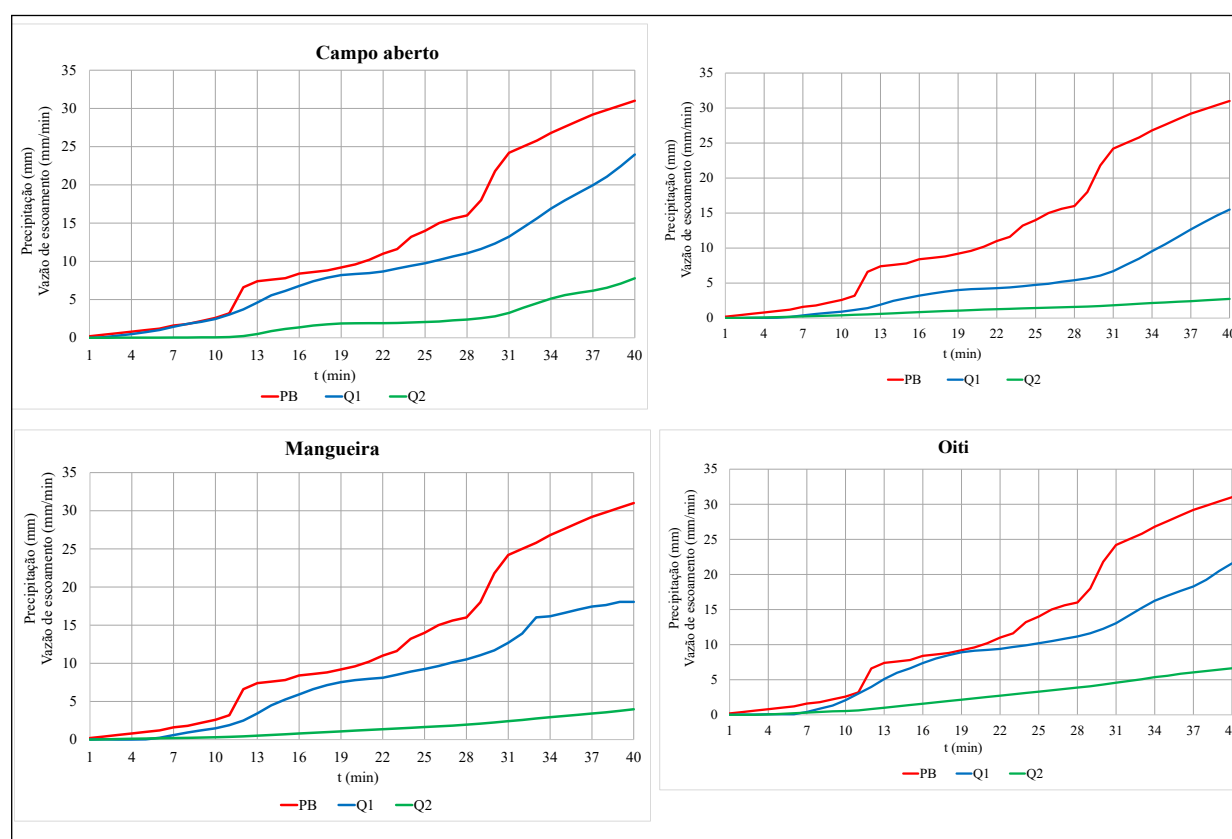 Campo aberto
Precipitação (mm)
Vazão de escoamento (mm/min)
35
30
25
20
15
10
5
0
1 4 7 10 13 16 19 22 25 28 31 34 37 40
t (min)
PB Q1 Q2
Precipitação (mm)
Vazão de escoamento (mm/min)
35
30
25
20
15
10
5
0
1 4 7 10 13 16 19 22 25 28 31 34 37 40
t (min)
PB Q1 Q2
Mangueira
Precipitação (mm)
Vazão de escoamento (mm/min)
35
30
25
20
15
10
5
0
1 4 7 10 13 16 19 22 25 28 31 34 37 40
t (min)
PB Q1 Q2
Oiti
Precipitação (mm)
Vazão de escoamento (mm/min)
35
30
25
20
15
10
5
0
1 4 7 10 13 16 19 22 25 28 31 34 37 40
t (min)
PB Q1 Q2